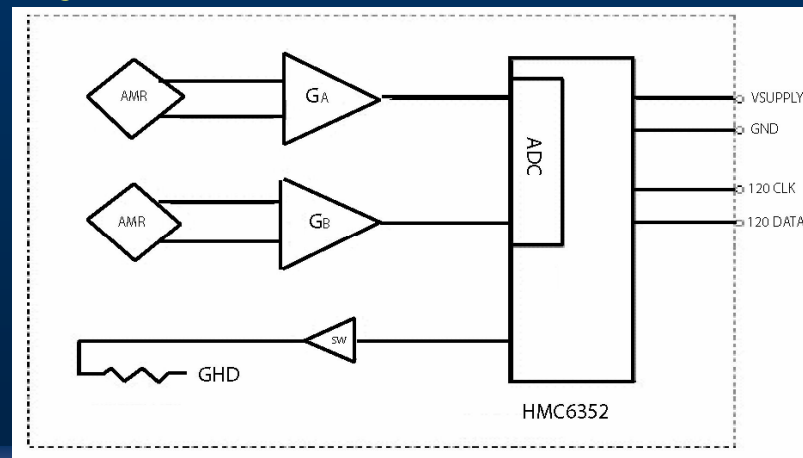 AMR
GA
VSUPPLY
GND
ADC
120 CLK
AMR
GB
120 DATA
SW
GHD
HMC6352